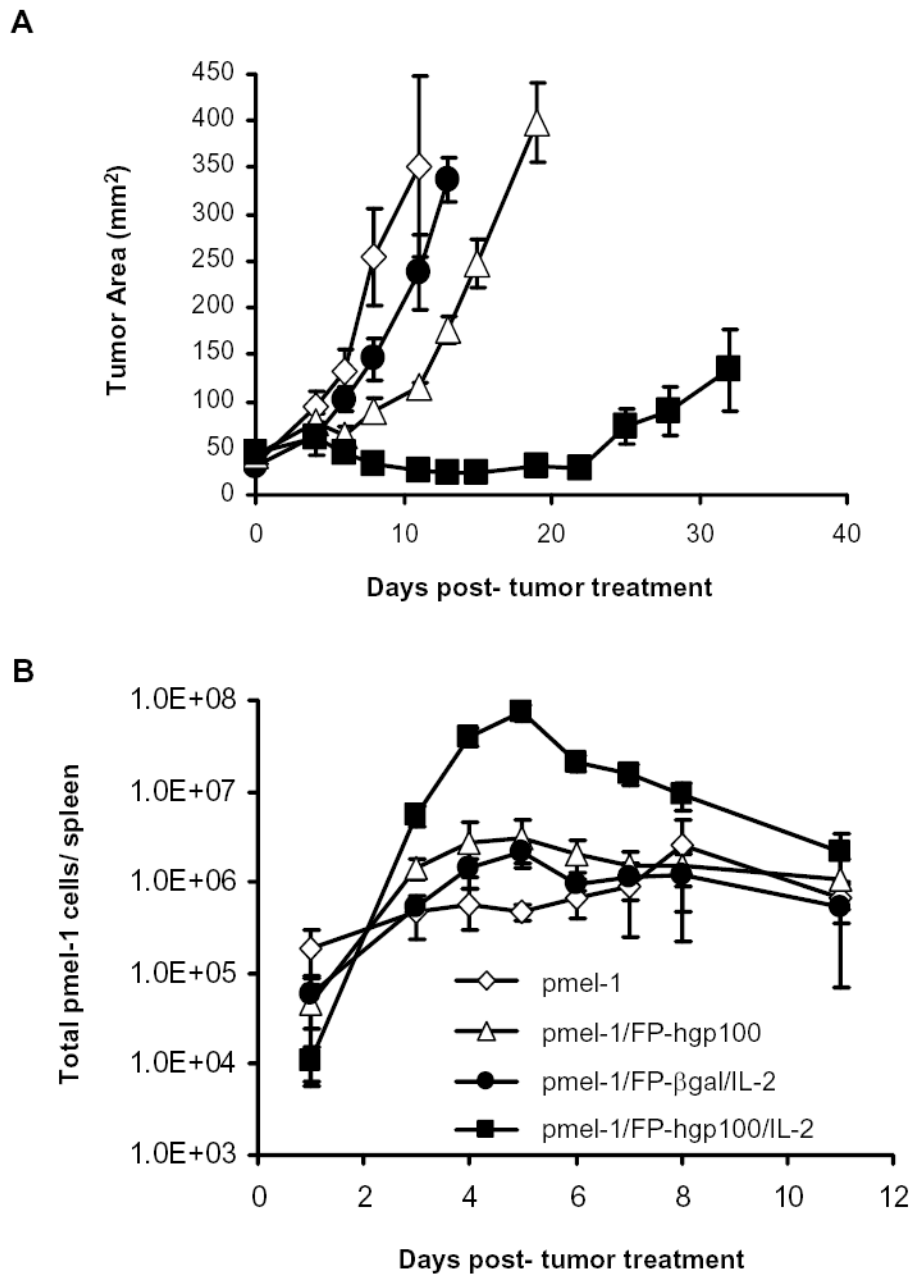 A
450
400
350
300
250
200
150
100
50
0
Tumor Area (mm²)
0 10 20 30 40
Days post- tumor treatment
B
1.0E+08
1.0E+07
1.0E+06
1.0E+05
1.0E+04
1.0E+03
Total pmel-1 cells/ spleen
pmel-1
pmel-1/FP-hgp100
pmel-1/FP-βgal/IL-2
pmel-1/FP-hgp100/IL-2
0 2 4 6 8 10 12
Days post- tumor treatment